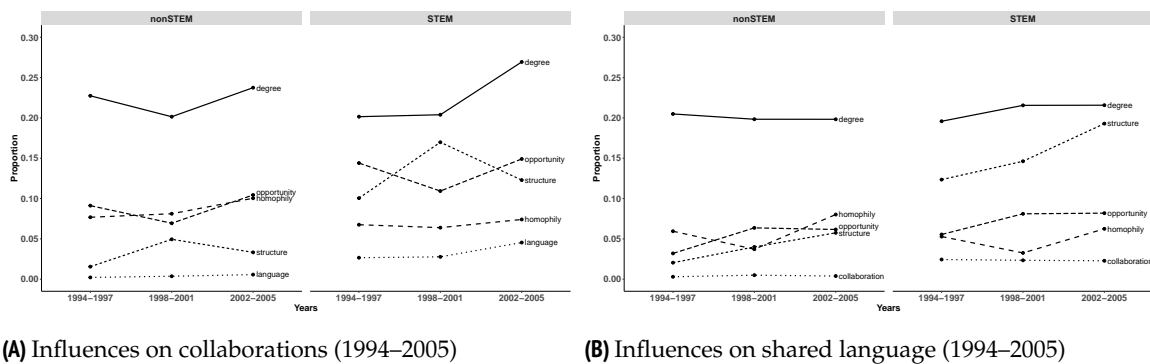 nonSTEM STEM
0.30
0.25
0.20
0.15
0.10
0.05
0.00
Proportion
degree
opportunity
homophily
structure
language
degree
opportunity
structure
homophily
language
1994–1997 1998–2001 2002–2005 1994–1997 1998–2001 2002–2005
Years
(A) Influences on collaborations (1994–2005)
nonSTEM STEM
0.30
0.25
0.20
0.15
0.10
0.05
0.00
Proportion
degree
homophily
opportunity
structure
collaboration
degree
structure
opportunity
homophily
collaboration
1994–1997 1998–2001 2002–2005 1994–1997 1998–2001 2002–2005
Years
(B) Influences on shared language (1994–2005)